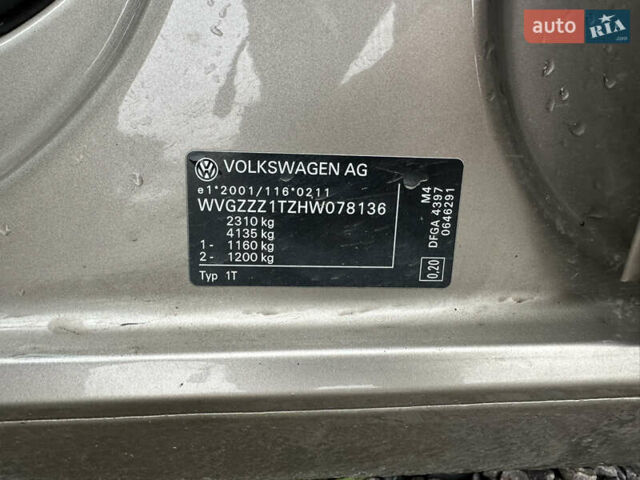 auto RIA
.com
VOLKSWAGEN AG
e1*2001/116*0211
WVGZZZ1TZHW078136
2310 kg
4135 kg
1- 1160 kg
2- 1200 kg
Typ 1T
M4
DFGA 4397
0646291
0,20